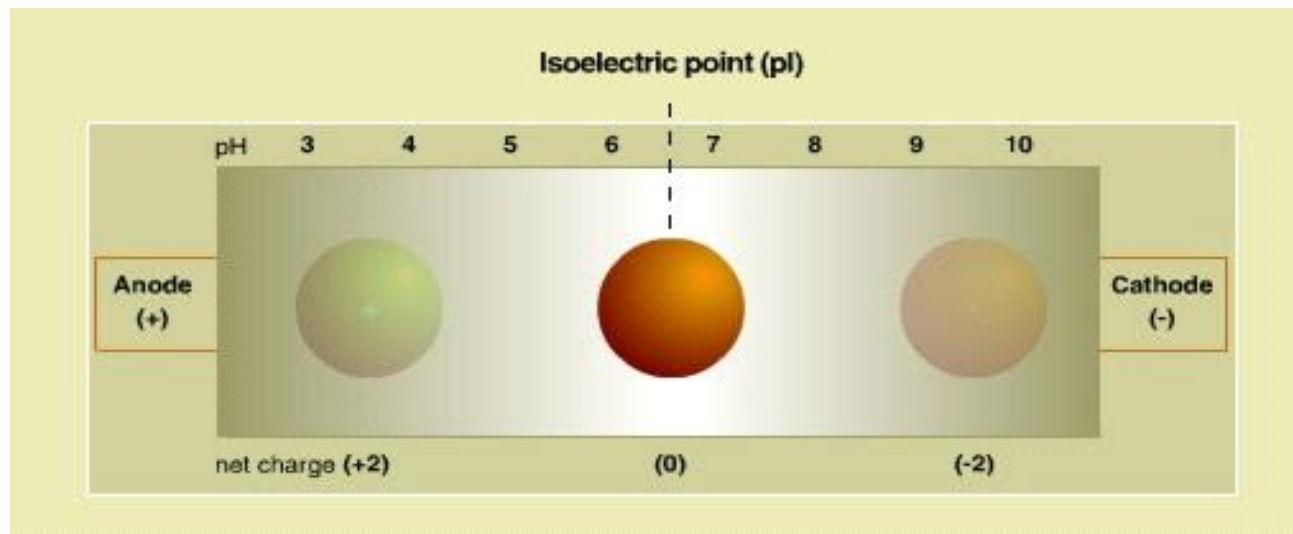 Isoelectric point (pI)
pH 3 4 5 6 7 8 9 10
Anode
(+)
+
Cathode
(-)
net charge (+2) (0) (-2)